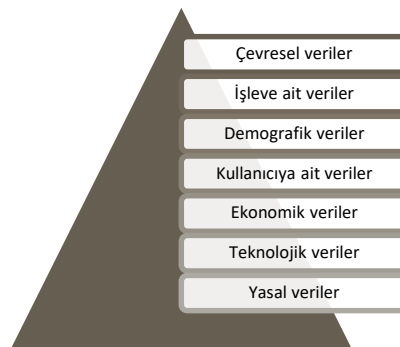 Çevresel veriler
İşleve ait veriler
Demografik veriler
Kullanıcıya ait veriler
Ekonomik veriler
Teknolojik veriler
Yasal veriler